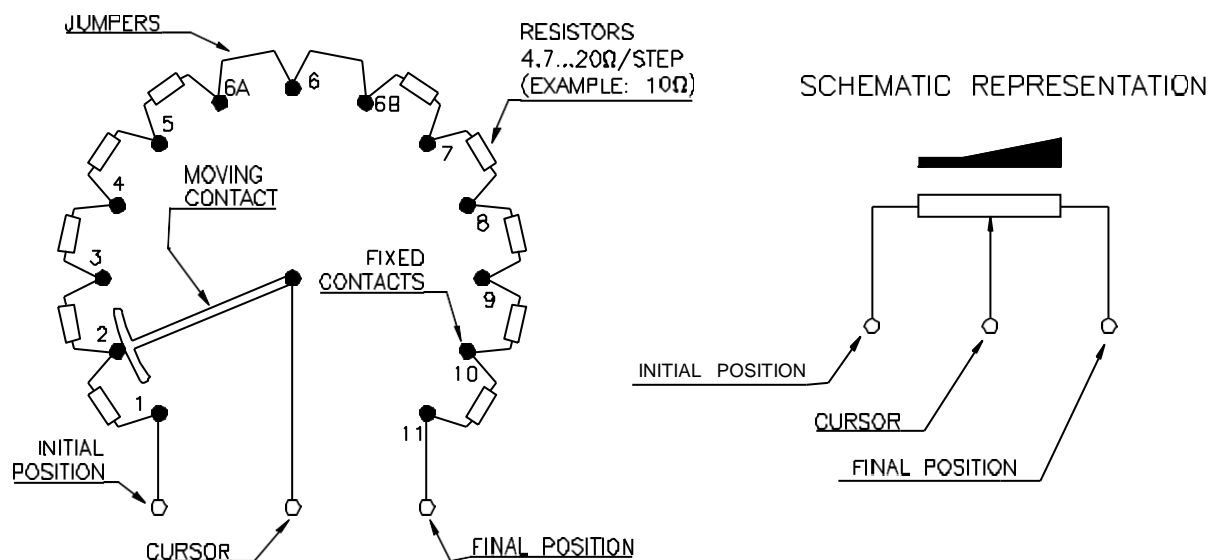 JUMPERS
RESISTORS
4.7...20Ω/STEP
(EXAMPLE: 10Ω)
SCHEMATIC REPRESENTATION
6A
6
6B
5
7
MOVING
CONTACT
4
8
3
FIXED
CONTACTS
9
2
10
1
11
INITIAL
POSITION
CURSOR
FINAL POSITION
INITIAL POSITION
CURSOR
FINAL POSITION